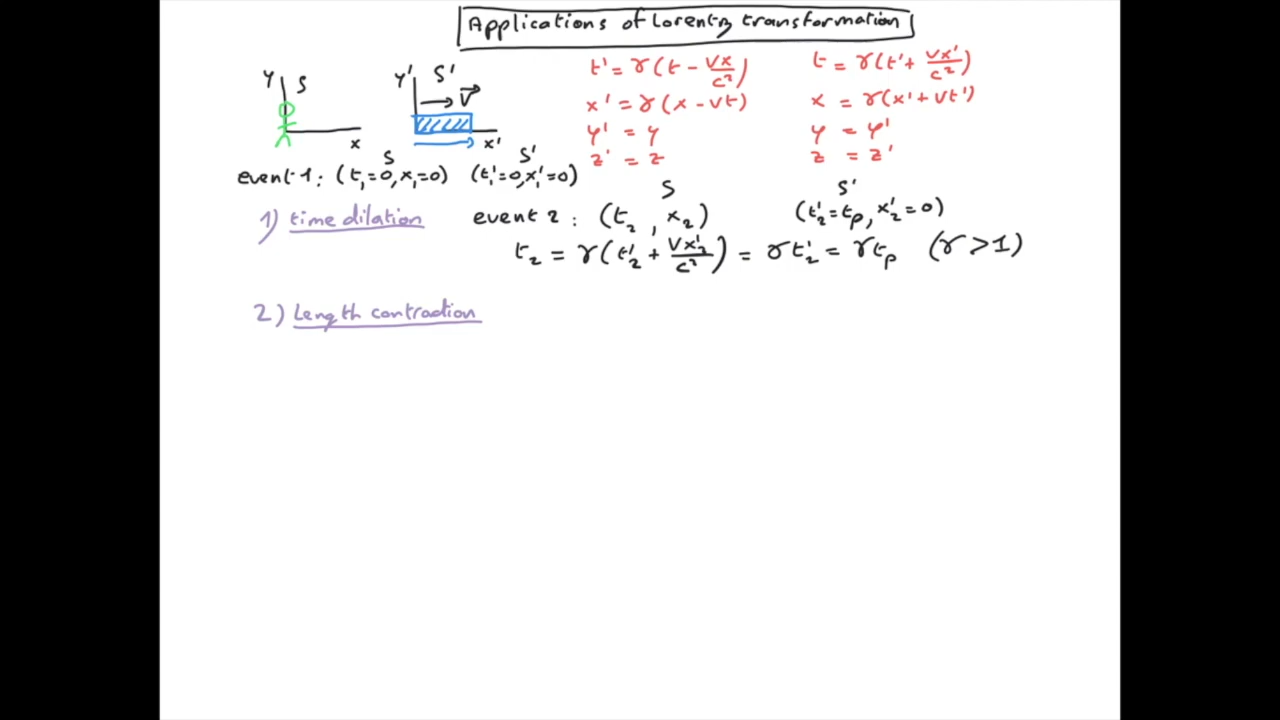 Applications of Lorentz transformation
y S y' S' t' = γ(t - vx/c²) t = γ(t' + vx'/c²)
v x' = γ(x - vt) x = γ(x' + vt')
x x' y' = y y = y'
z' = z z = z'
S S'
event 1: (t₁=0, x₁=0) (t₁'=0, x₁'=0)
S S'
1) time dilation event 2: (t₂, x₂) (t₂'=tₚ, x₂'=0)
t₂ = γ(t₂' + vx₂'/c²) = γt₂' = γtₚ (γ>1)
2) Length contraction